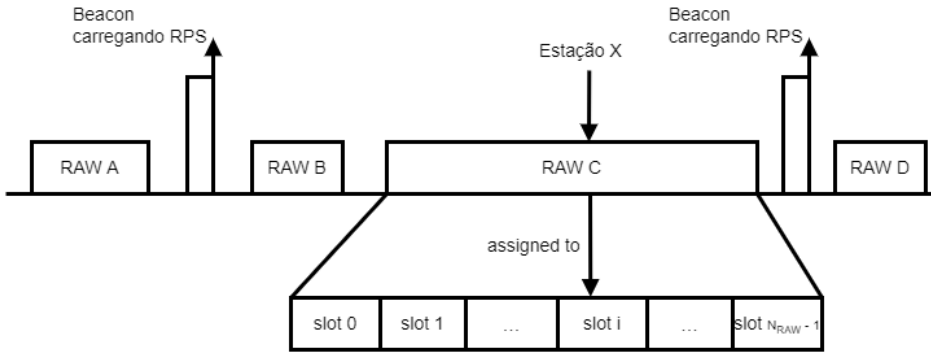 Beacon
carregando RPS
Estação X
Beacon
carregando RPS
RAW A
RAW B
RAW C
RAW D
assigned to
slot 0
slot 1
...
slot i
...
slot N_RAW - 1